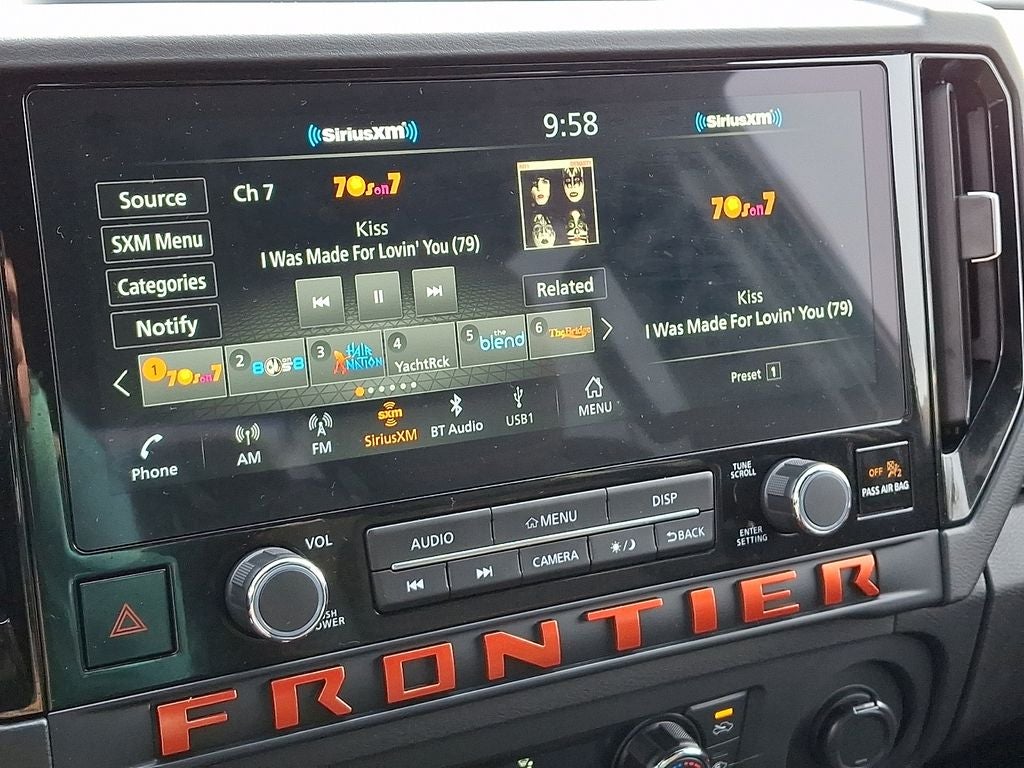 SiriusXM
9:58
SiriusXM
Source
Ch 7
70s on 7
SXM Menu
Kiss
I Was Made For Lovin' You (79)
Categories
Notify
Related
70s on 7
Kiss
I Was Made For Lovin' You (79)
Preset 1
1 70s on 7
2 80s on 8
3 HAIR NATION
4 YachtRck
5 the blend
6 The Bridge
Phone
AM
FM
sxm
SiriusXM
BT Audio
USB1
MENU
VOL
AUDIO
MENU
DISP
CAMERA
BACK
TUNE
SCROLL
ENTER
SETTING
OFF 2
PASS AIR BAG
FRONTIER